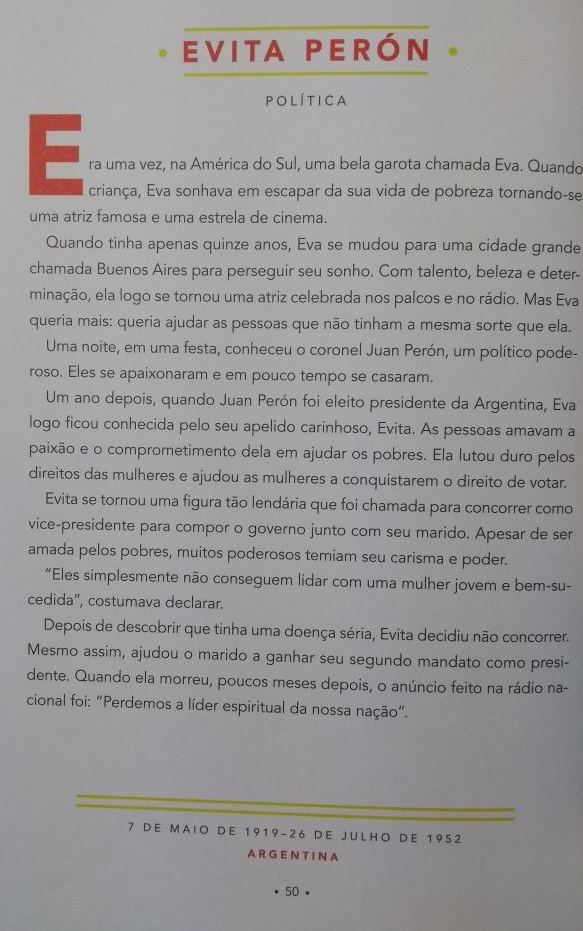 • EVITA PERÓN •
POLÍTICA
Era uma vez, na América do Sul, uma bela garota chamada Eva. Quando
criança, Eva sonhava em escapar da sua vida de pobreza tornando-se
uma atriz famosa e uma estrela de cinema.
Quando tinha apenas quinze anos, Eva se mudou para uma cidade grande
chamada Buenos Aires para perseguir seu sonho. Com talento, beleza e deter-
minação, ela logo se tornou uma atriz celebrada nos palcos e no rádio. Mas Eva
queria mais: queria ajudar as pessoas que não tinham a mesma sorte que ela.
Uma noite, em uma festa, conheceu o coronel Juan Perón, um político pode-
roso. Eles se apaixonaram e em pouco tempo se casaram.
Um ano depois, quando Juan Perón foi eleito presidente da Argentina, Eva
logo ficou conhecida pelo seu apelido carinhoso, Evita. As pessoas amavam a
paixão e o comprometimento dela em ajudar os pobres. Ela lutou duro pelos
direitos das mulheres e ajudou as mulheres a conquistarem o direito de votar.
Evita se tornou uma figura tão lendária que foi chamada para concorrer como
vice-presidente para compor o governo junto com seu marido. Apesar de ser
amada pelos pobres, muitos poderosos temiam seu carisma e poder.
“Eles simplesmente não conseguem lidar com uma mulher jovem e bem-su-
cedida”, costumava declarar.
Depois de descobrir que tinha uma doença séria, Evita decidiu não concorrer.
Mesmo assim, ajudou o marido a ganhar seu segundo mandato como presi-
dente. Quando ela morreu, poucos meses depois, o anúncio feito na rádio na-
cional foi: “Perdemos a líder espiritual da nossa nação”.
7 DE MAIO DE 1919–26 DE JULHO DE 1952
ARGENTINA
• 50 •